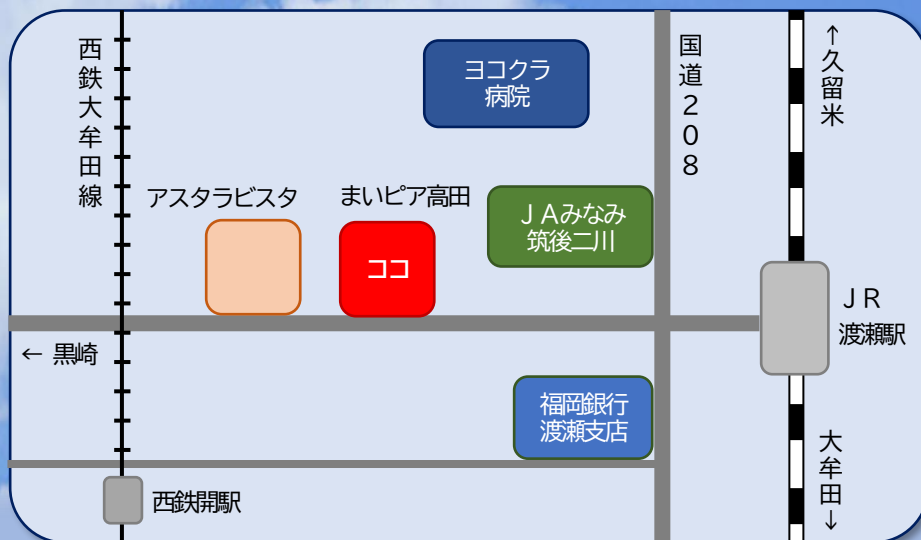 西鉄大牟田線
ヨコクラ
病院
国道208
↑久留米
アスタラビスタ
まいピア高田
JAみなみ
筑後二川
ココ
JR
渡瀬駅
← 黒崎
福岡銀行
渡瀬支店
大牟田↓
西鉄開駅